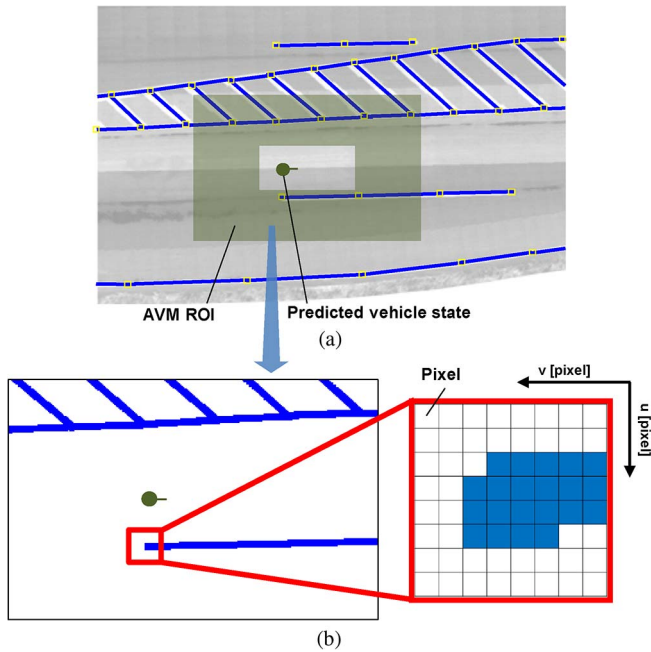 AVM ROI
Predicted vehicle state
(a)
Pixel
v [pixel]
u [pixel]
(b)